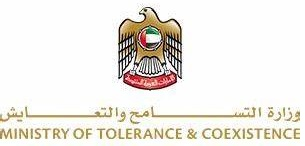 وزارة التسامح والتعايش
MINISTRY OF TOLERANCE & COEXISTENCE